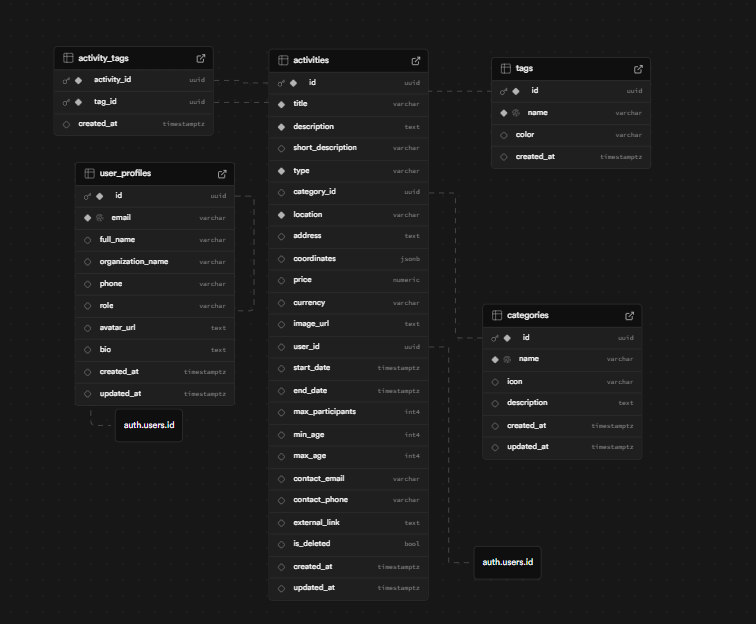 activity_tags
activity_id uuid
tag_id uuid
created_at timestamptz
user_profiles
id uuid
email varchar
full_name varchar
organization_name varchar
phone varchar
role varchar
avatar_url text
bio text
created_at timestamptz
updated_at timestamptz
auth.users.id
activities
id uuid
title varchar
description text
short_description varchar
type varchar
category_id uuid
location varchar
address text
coordinates jsonb
price numeric
currency varchar
image_url text
user_id uuid
start_date timestamptz
end_date timestamptz
max_participants int4
min_age int4
max_age int4
contact_email varchar
contact_phone varchar
external_link text
is_deleted bool
created_at timestamptz
updated_at timestamptz
tags
id uuid
name varchar
color varchar
created_at timestamptz
categories
id uuid
name varchar
icon varchar
description text
created_at timestamptz
updated_at timestamptz
auth.users.id